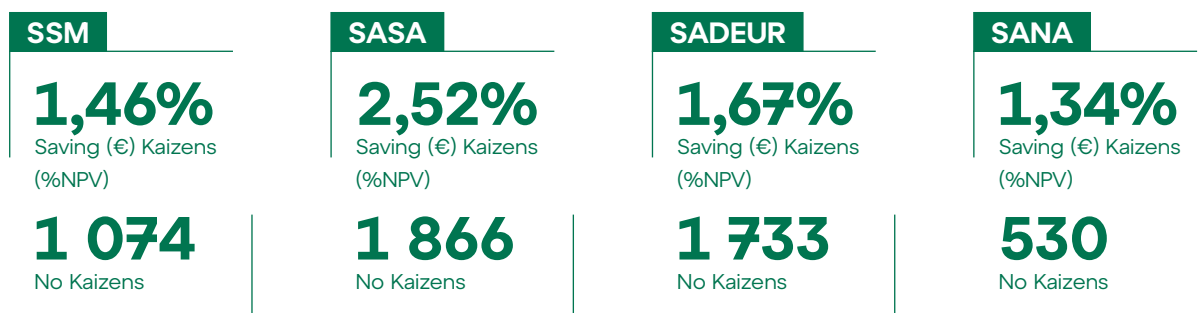 SSM
1,46%
Saving (€) Kaizens
(%NPV)
1 074
No Kaizens
SASA
2,52%
Saving (€) Kaizens
(%NPV)
1 866
No Kaizens
SADEUR
1,67%
Saving (€) Kaizens
(%NPV)
1 733
No Kaizens
SANA
1,34%
Saving (€) Kaizens
(%NPV)
530
No Kaizens